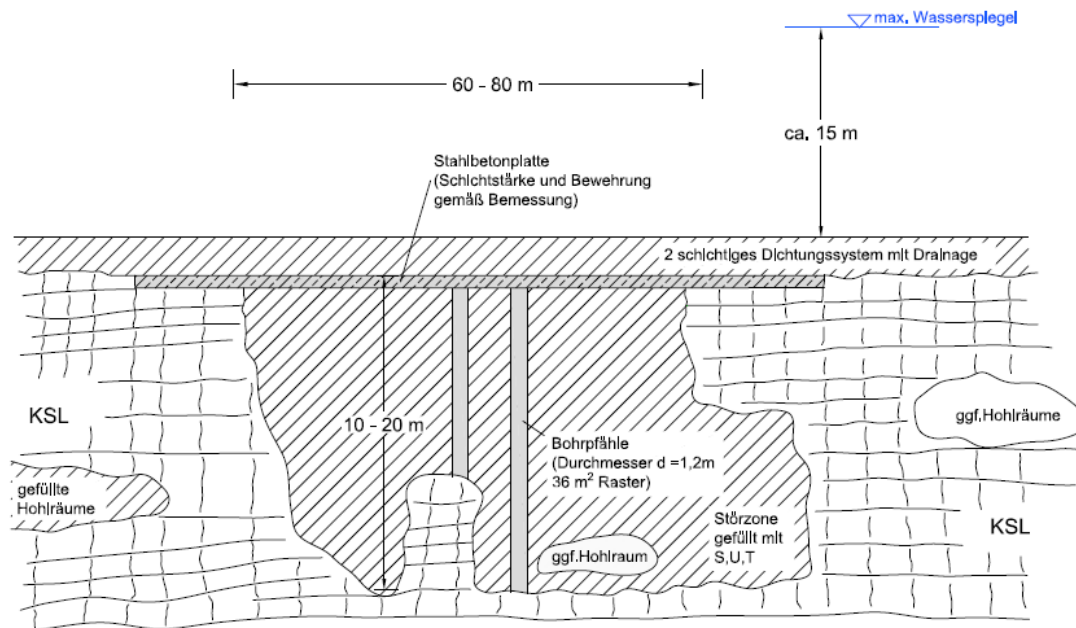 max. Wasserspiegel
60 - 80 m
ca. 15 m
Stahlbetonplatte
(Schichtstärke und Bewehrung
gemäß Bemessung)
2 schichtiges Dichtungssystem mit Drainage
KSL
10 - 20 m
ggf.Hohlräume
Bohrpfähle
(Durchmesser d =1,2m
36 m² Raster)
gefüllte
Hohlräume
Störzone
gefüllt mit
S,U,T
KSL
ggf.Hohlraum